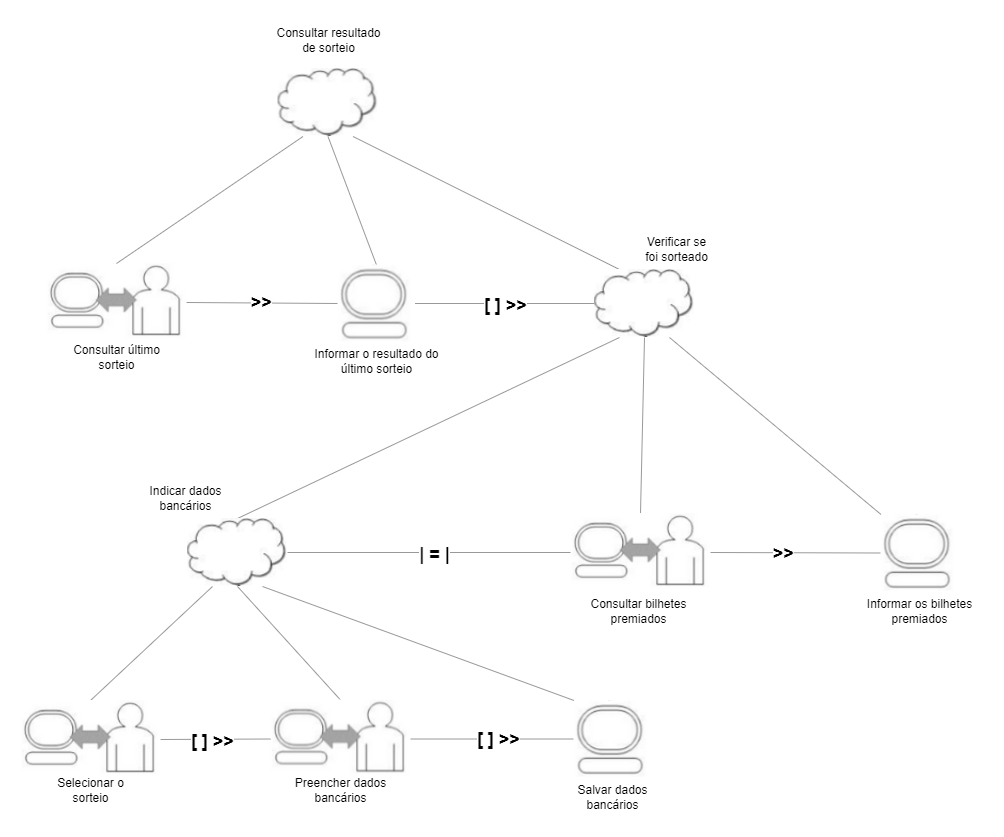 Consultar resultado
de sorteio
Verificar se
foi sorteado
>>
[ ] >>
Consultar último
sorteio
Informar o resultado do
último sorteio
Indicar dados
bancários
| = |
>>
Consultar bilhetes
premiados
Informar os bilhetes
premiados
[ ] >>
[ ] >>
Selecionar o
sorteio
Preencher dados
bancários
Salvar dados
bancários